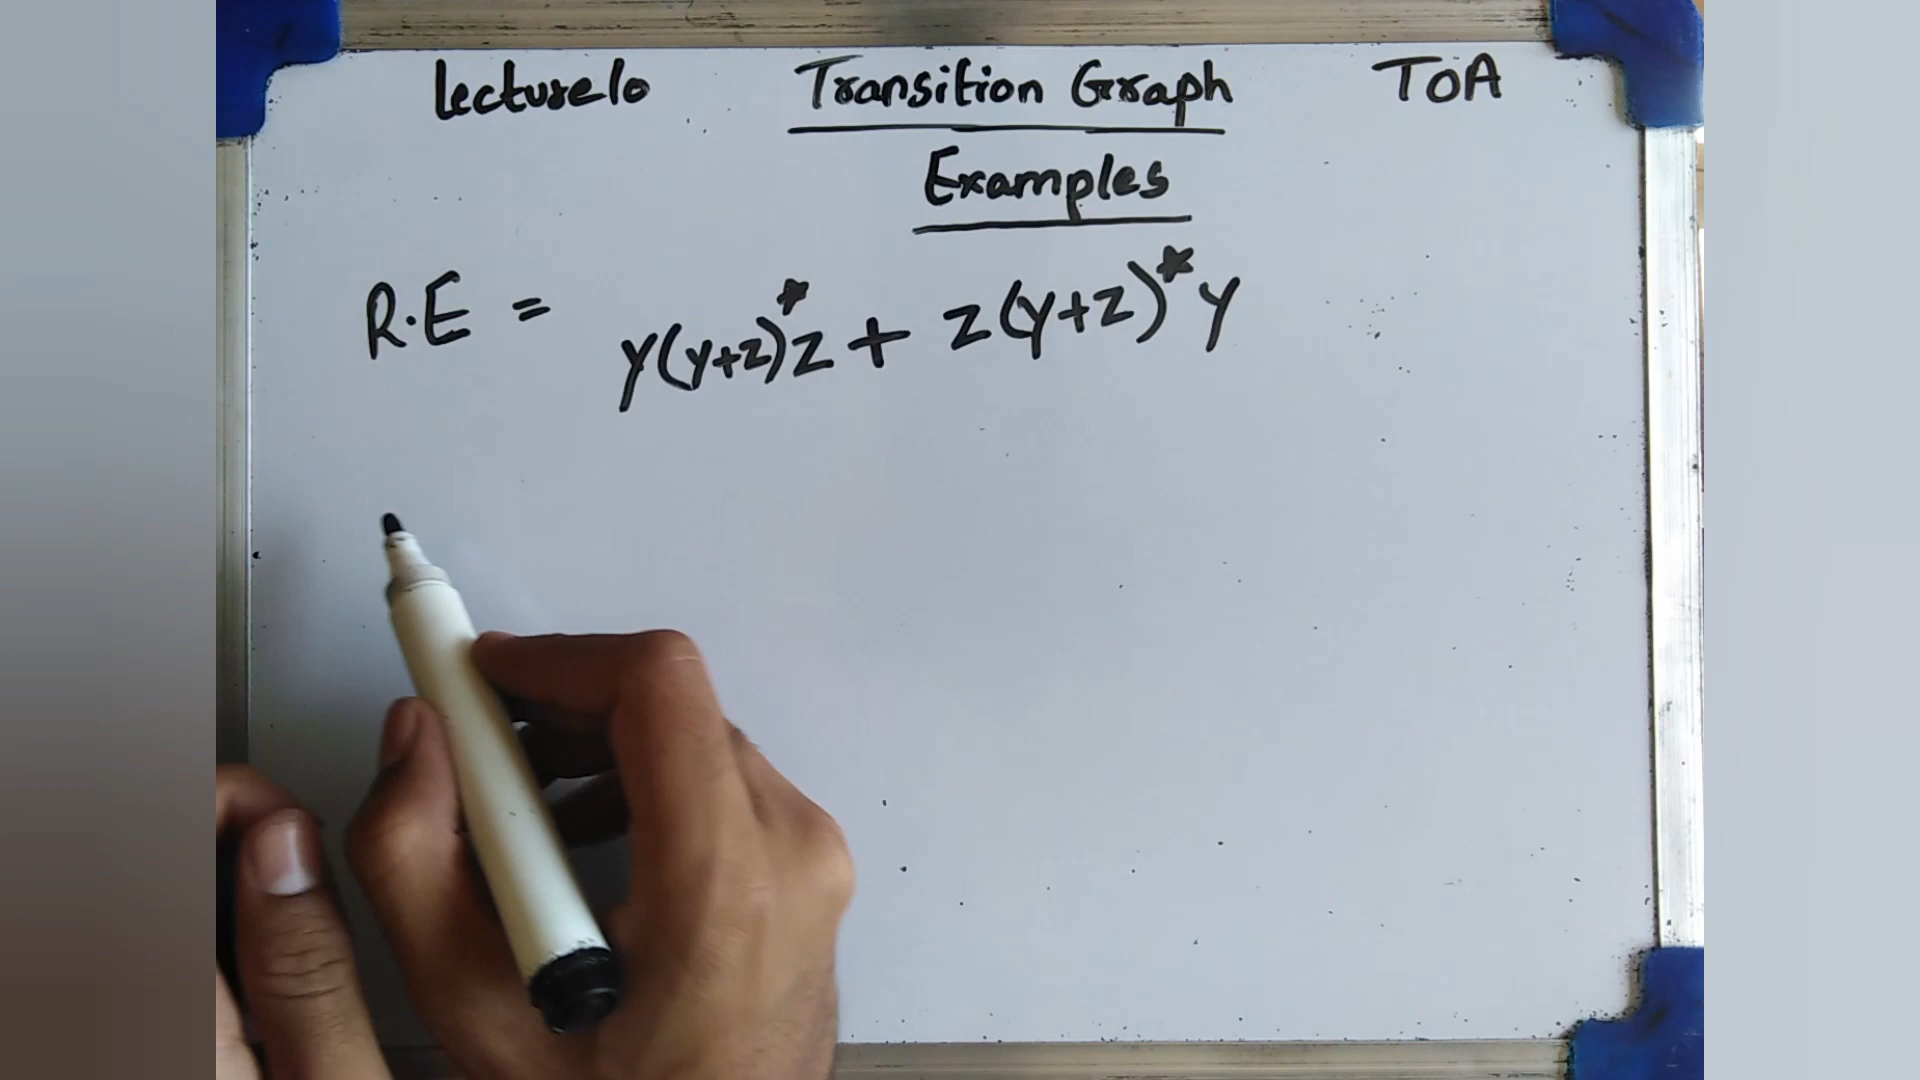 Lecture10 Transition Graph TOA
Examples
R.E = y(y+z)*z + z(y+z)*y